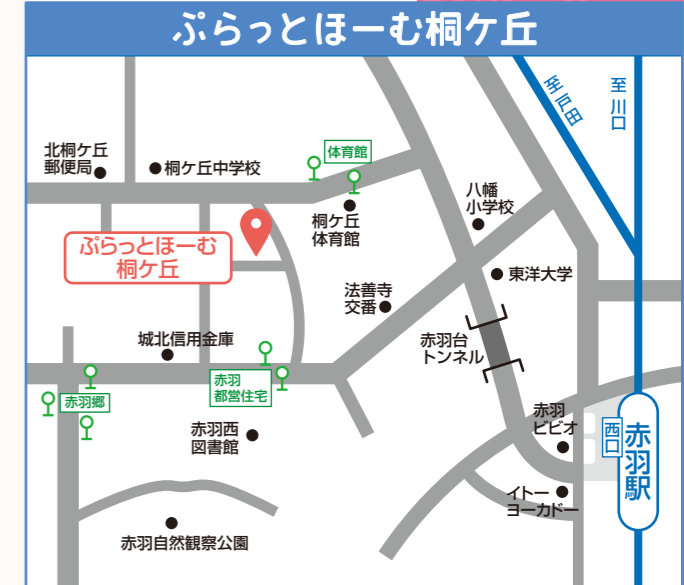 ぷらっとほーむ桐ケ丘
至 戸田
至 川口
北桐ケ丘
郵便局
桐ケ丘中学校
体育館
八幡
小学校
桐ケ丘
体育館
ぷらっとほーむ
桐ケ丘
東洋大学
法善寺
交番
城北信用金庫
赤羽台
トンネル
赤羽
都営住宅
赤羽郷
赤羽
ビビオ
西口
赤羽駅
赤羽西
図書館
イトー
ヨーカドー
赤羽自然観察公園